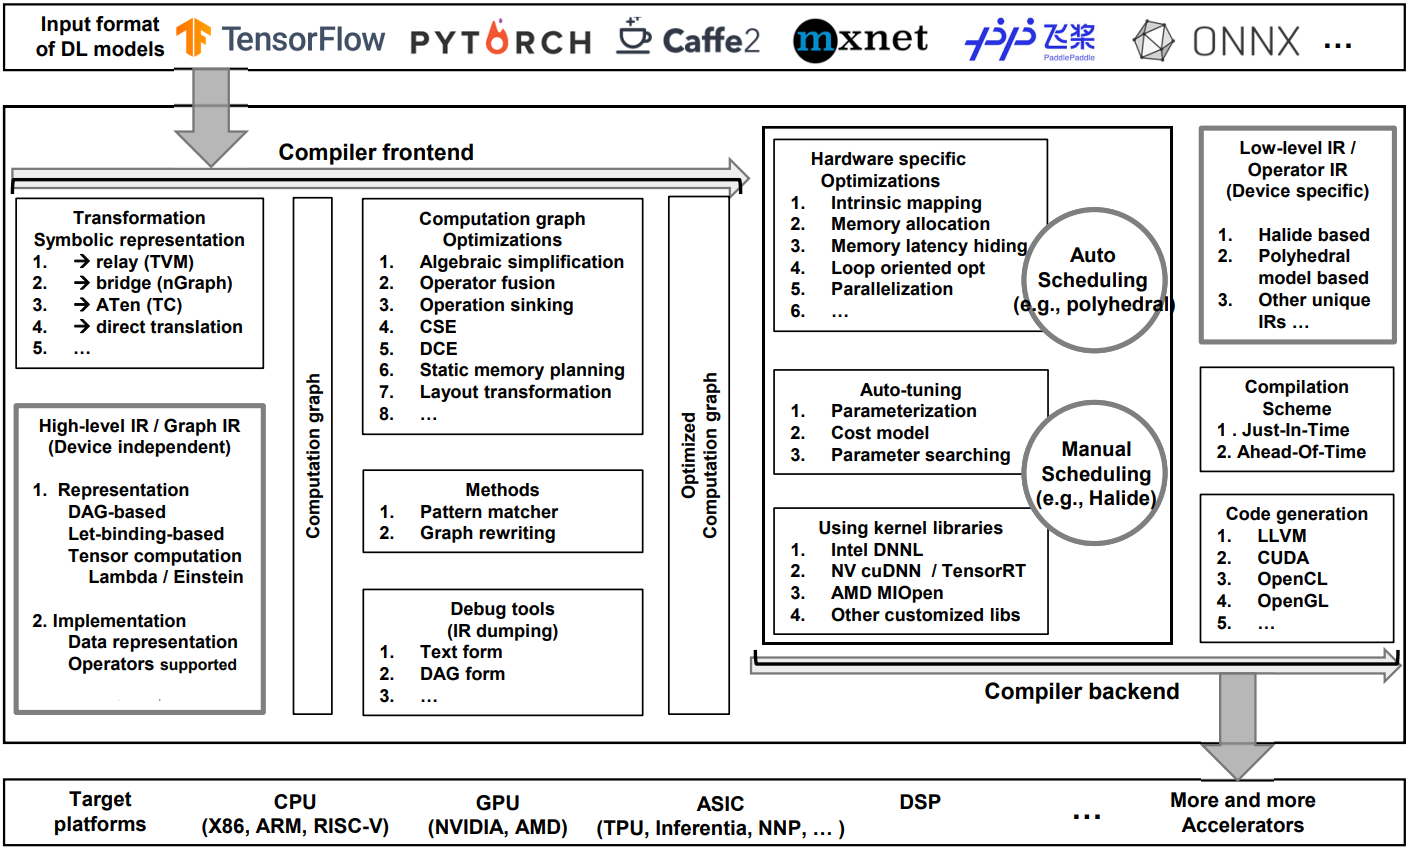 Input format
of DL models
TensorFlow
PYTORCH
Caffe2
mxnet
飞桨
PaddlePaddle
ONNX
...
Compiler frontend
Transformation
Symbolic representation
1. → relay (TVM)
2. → bridge (nGraph)
3. → ATen (TC)
4. → direct translation
5. ...
High-level IR / Graph IR
(Device independent)
1. Representation
DAG-based
Let-binding-based
Tensor computation
Lambda / Einstein
2. Implementation
Data representation
Operators supported
Computation graph
Computation graph
Optimizations
1. Algebraic simplification
2. Operator fusion
3. Operation sinking
4. CSE
5. DCE
6. Static memory planning
7. Layout transformation
8. ...
Methods
1. Pattern matcher
2. Graph rewriting
Debug tools
(IR dumping)
1. Text form
2. DAG form
3. ...
Optimized
Computation graph
Hardware specific
Optimizations
1. Intrinsic mapping
2. Memory allocation
3. Memory latency hiding
4. Loop oriented opt
5. Parallelization
6. ...
Auto
Scheduling
(e.g., polyhedral)
Auto-tuning
1. Parameterization
2. Cost model
3. Parameter searching
Manual
Scheduling
(e.g., Halide)
Using kernel libraries
1. Intel DNNL
2. NV cuDNN / TensorRT
3. AMD MIOpen
4. Other customized libs
Low-level IR /
Operator IR
(Device specific)
1. Halide based
2. Polyhedral
model based
3. Other unique
IRs ...
Compilation
Scheme
1 . Just-In-Time
2. Ahead-Of-Time
Code generation
1. LLVM
2. CUDA
3. OpenCL
4. OpenGL
5. ...
Compiler backend
Target
platforms
CPU
(X86, ARM, RISC-V)
GPU
(NVIDIA, AMD)
ASIC
(TPU, Inferentia, NNP, ... )
DSP
...
More and more
Accelerators